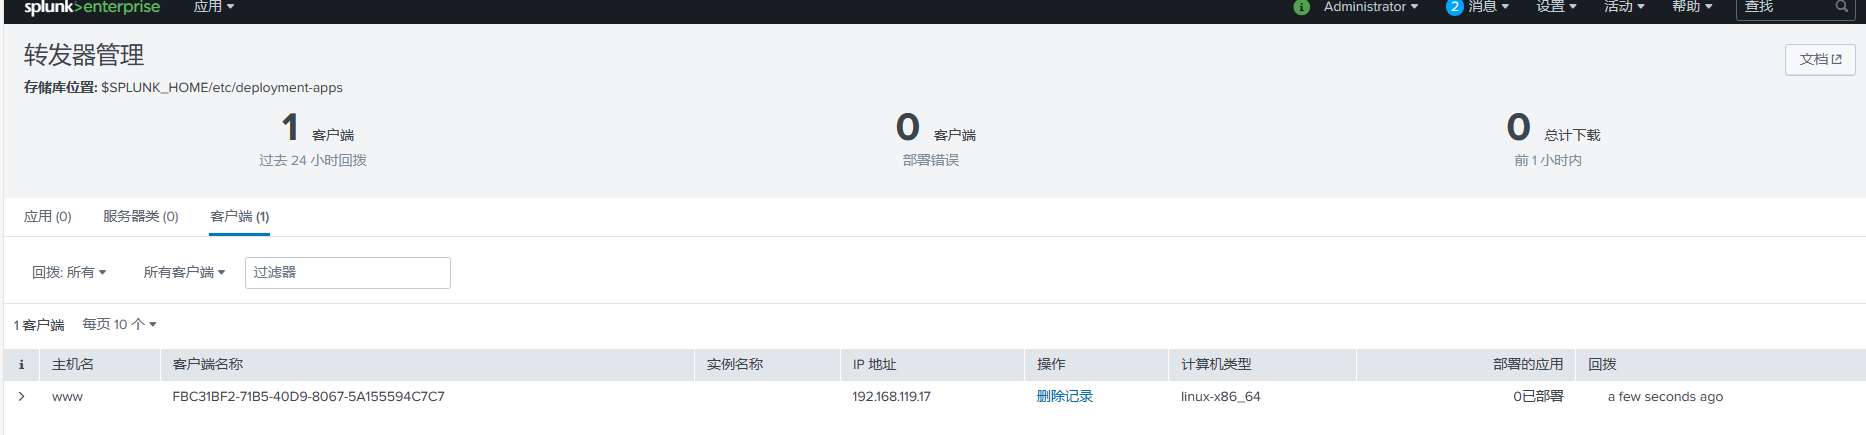 splunk>enterprise 应用 Administrator 2 消息 设置 活动 帮助 查找
转发器管理
文档
存储库位置: $SPLUNK_HOME/etc/deployment-apps
1 客户端 0 客户端 0 总计下载
过去 24 小时回拨 部署错误 前 1 小时内
应用 (0) 服务器类 (0) 客户端 (1)
回拨: 所有 所有客户端 过滤器
1 客户端 每页 10 个
i 主机名 客户端名称 实例名称 IP 地址 操作 计算机类型 部署的应用 回拨
www FBC31BF2-71B5-40D9-8067-5A155594C7C7 192.168.119.17 删除记录 linux-x86_64 0已部署 a few seconds ago